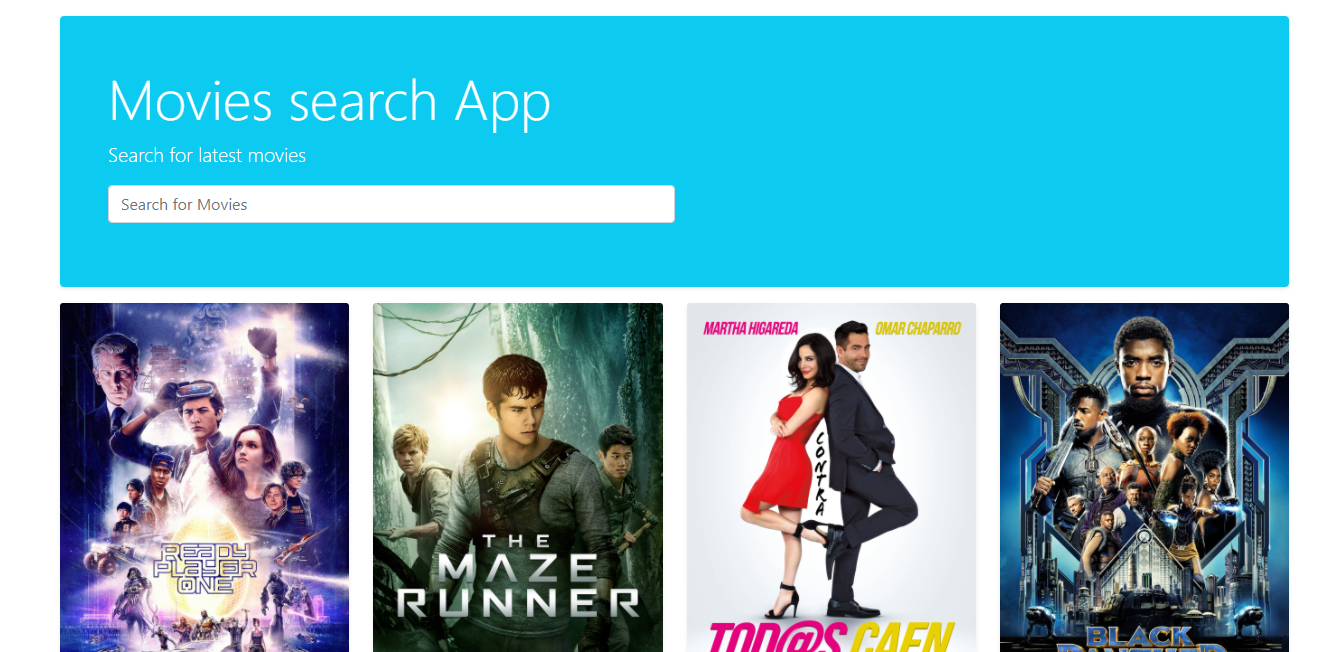 Movies search App
Search for latest movies
Search for Movies
READY
PLAYER
ONE
THE
MAZE
RUNNER
MARTHA HIGAREDA
OMAR CHAPARRO
CONTRA
TOD@S CAEN
BLACK
PANTHER